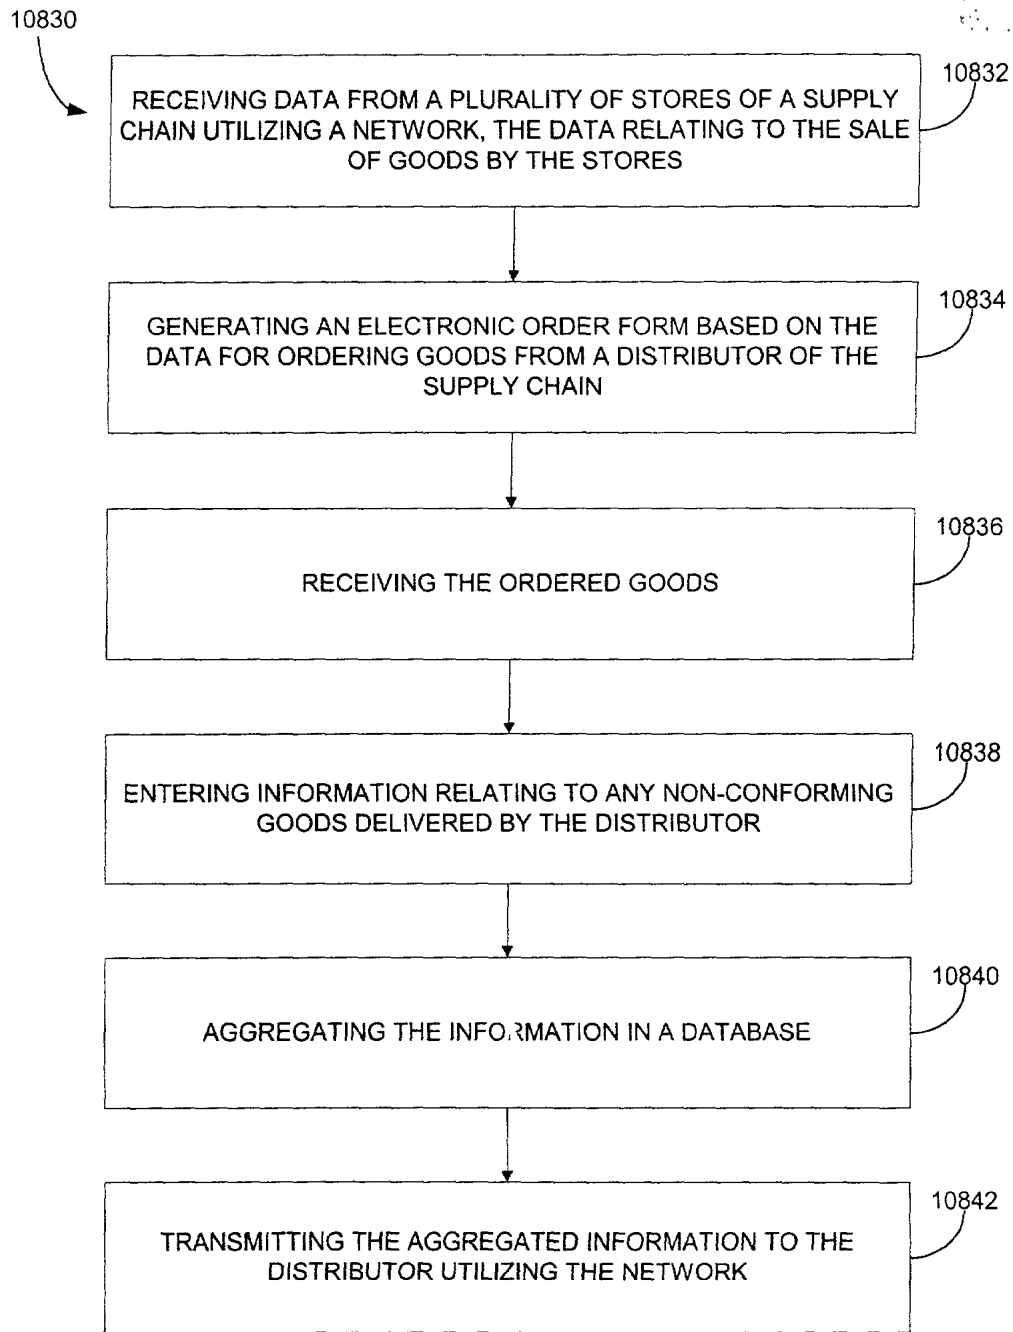 10830
10832
RECEIVING DATA FROM A PLURALITY OF STORES OF A SUPPLY
CHAIN UTILIZING A NETWORK, THE DATA RELATING TO THE SALE
OF GOODS BY THE STORES
10834
GENERATING AN ELECTRONIC ORDER FORM BASED ON THE
DATA FOR ORDERING GOODS FROM A DISTRIBUTOR OF THE
SUPPLY CHAIN
10836
RECEIVING THE ORDERED GOODS
10838
ENTERING INFORMATION RELATING TO ANY NON-CONFORMING
GOODS DELIVERED BY THE DISTRIBUTOR
10840
AGGREGATING THE INFORMATION IN A DATABASE
10842
TRANSMITTING THE AGGREGATED INFORMATION TO THE
DISTRIBUTOR UTILIZING THE NETWORK